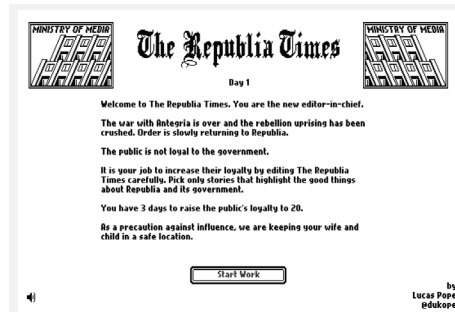 MINISTRY OF MEDIA
The Republia Times
MINISTRY OF MEDIA
Day 1
Welcome to The Republia Times. You are the new editor-in-chief.
The war with Antegria is over and the rebellion uprising has been
crushed. Order is slowly returning to Republia.
The public is not loyal to the government.
It is your job to increase their loyalty by editing The Republia
Times carefully. Pick only stories that highlight the good things
about Republia and its government.
You have 3 days to raise the public's loyalty to 20.
As a precaution against influence, we are keeping your wife and
child in a safe location.
Start Work
by
Lucas Pope
@dukope